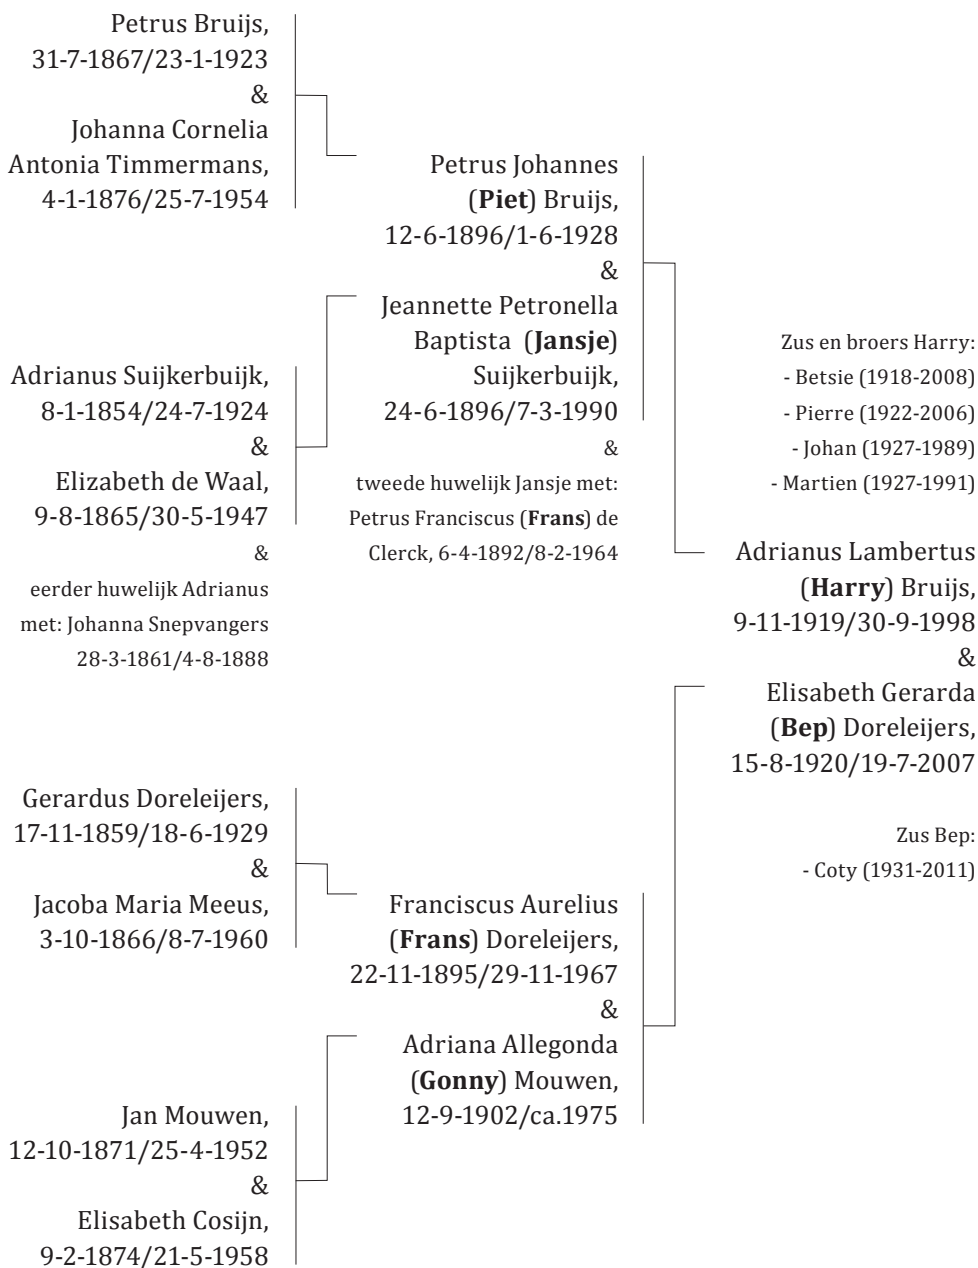 Petrus Bruijs,
31-7-1867/23-1-1923
&
Johanna Cornelia
Antonia Timmermans,
4-1-1876/25-7-1954
Adrianus Suijkerbuijk,
8-1-1854/24-7-1924
&
Elizabeth de Waal,
9-8-1865/30-5-1947
&
eerder huwelijk Adrianus
met: Johanna Snepvangers
28-3-1861/4-8-1888
Gerardus Doreleijers,
17-11-1859/18-6-1929
&
Jacoba Maria Meeus,
3-10-1866/8-7-1960
Jan Mouwen,
12-10-1871/25-4-1952
&
Elisabeth Cosijn,
9-2-1874/21-5-1958
Petrus Johannes
(Piet) Bruijs,
12-6-1896/1-6-1928
&
Jeannette Petronella
Baptista (Jansje)
Suijkerbuijk,
24-6-1896/7-3-1990
&
tweede huwelijk Jansje met:
Petrus Franciscus (Frans) de
Clerck, 6-4-1892/8-2-1964
Franciscus Aurelius
(Frans) Doreleijers,
22-11-1895/29-11-1967
&
Adriana Allegonda
(Gonny) Mouwen,
12-9-1902/ca.1975
Zus en broers Harry:
- Betsie (1918-2008)
- Pierre (1922-2006)
- Johan (1927-1989)
- Martien (1927-1991)
Adrianus Lambertus
(Harry) Bruijs,
9-11-1919/30-9-1998
&
Elisabeth Gerarda
(Bep) Doreleijers,
15-8-1920/19-7-2007
Zus Bep:
- Coty (1931-2011)